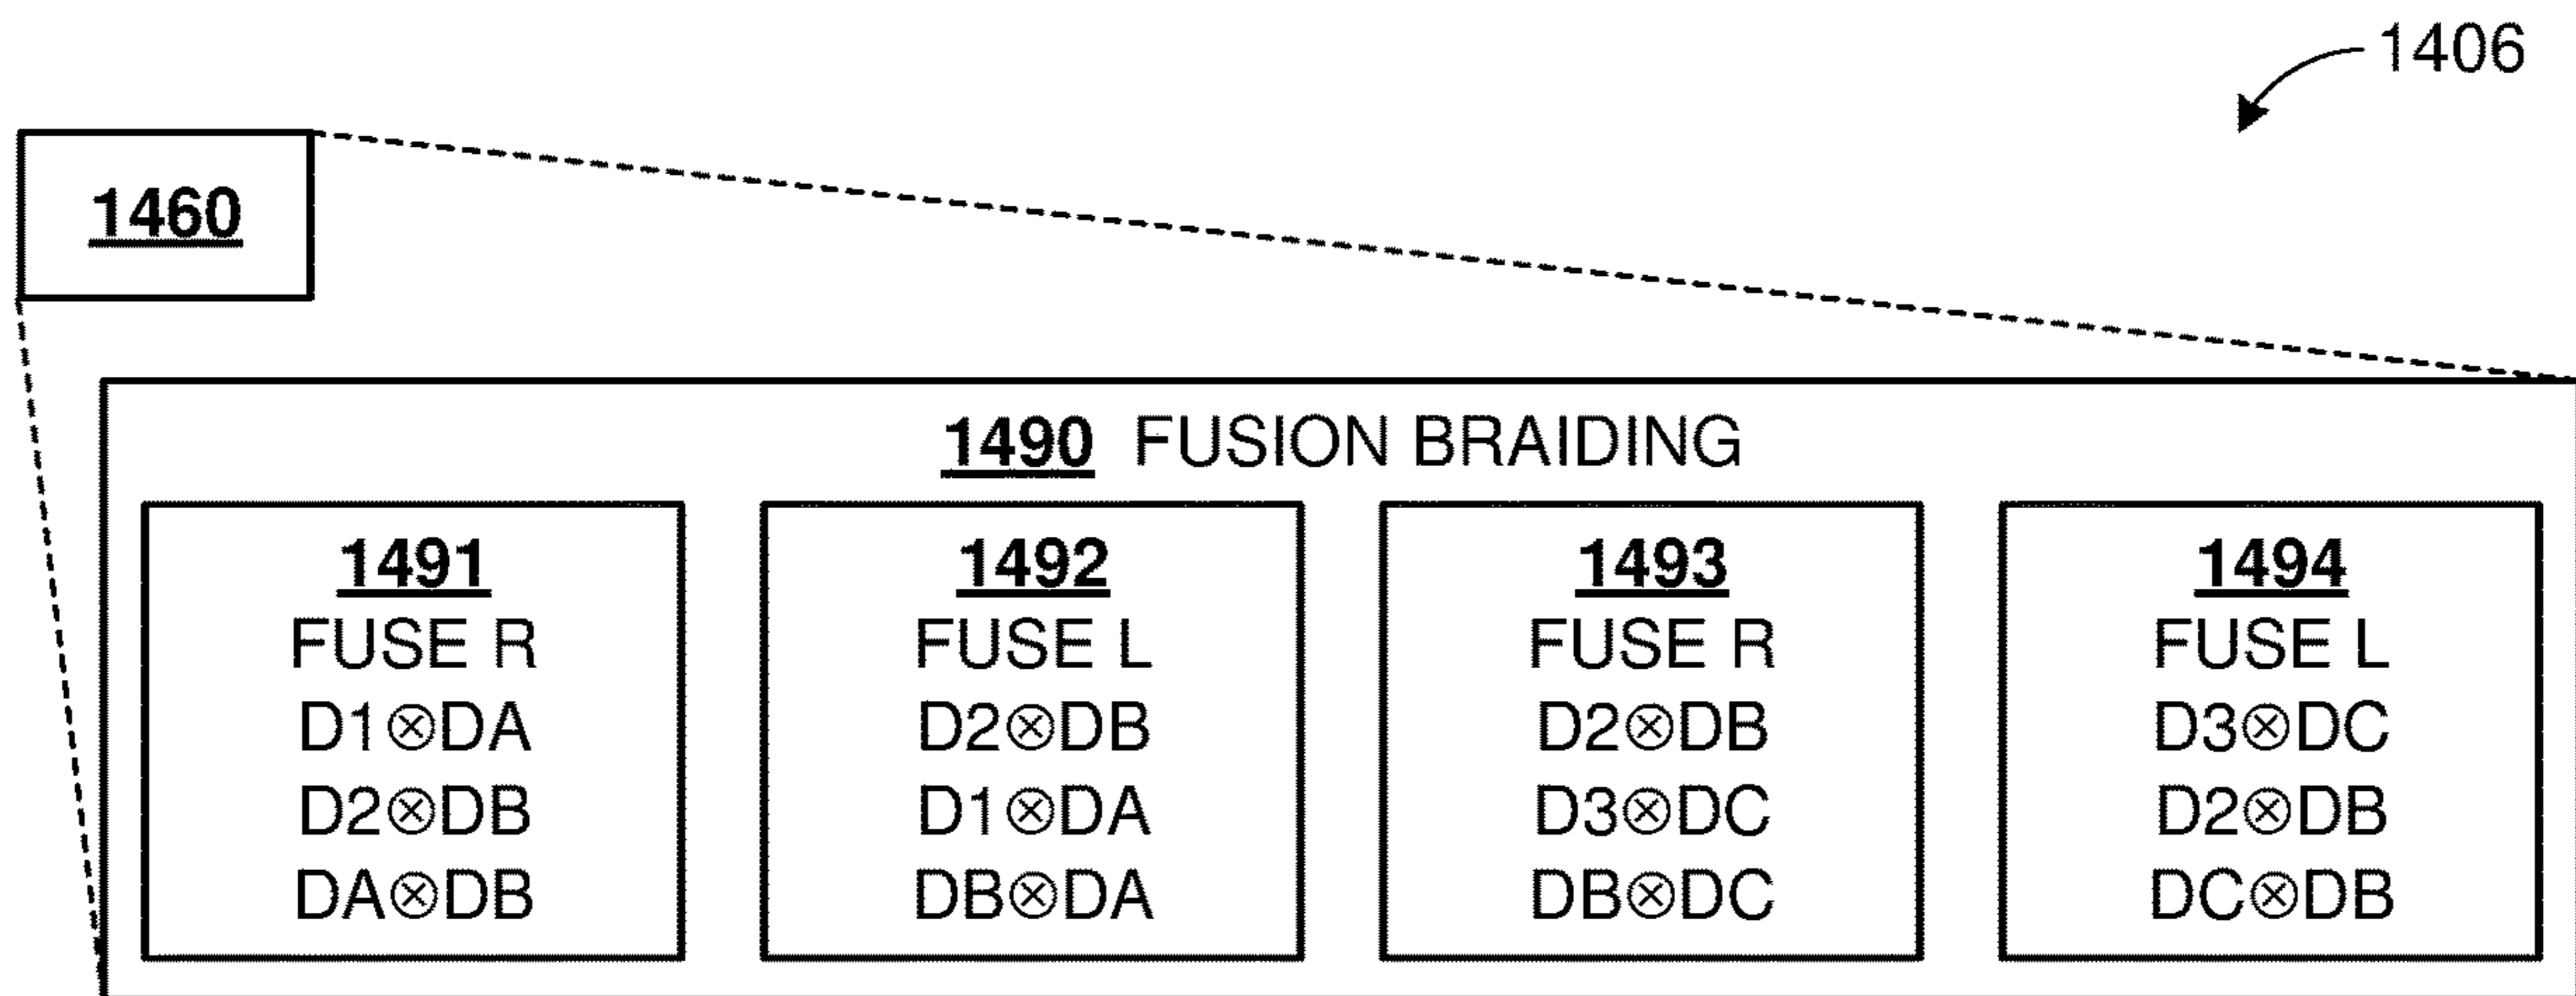 1406
1460
1490 FUSION BRAIDING
1491
FUSE R
D1⊗DA
D2⊗DB
DA⊗DB
1492
FUSE L
D2⊗DB
D1⊗DA
DB⊗DA
1493
FUSE R
D2⊗DB
D3⊗DC
DB⊗DC
1494
FUSE L
D3⊗DC
D2⊗DB
DC⊗DB